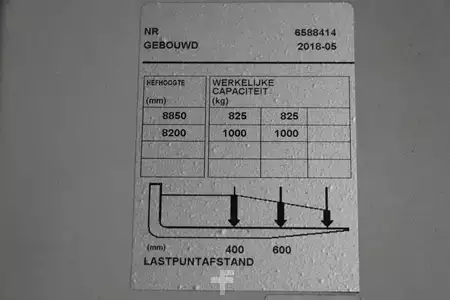 NR 6588414
GEBOUWD 2018-05
HEFHOOGTE WERKELIJKE
CAPACITEIT
(mm) (kg)
8850 825 825
8200 1000 1000
(mm) 400 600
LASTPUNTAFSTAND